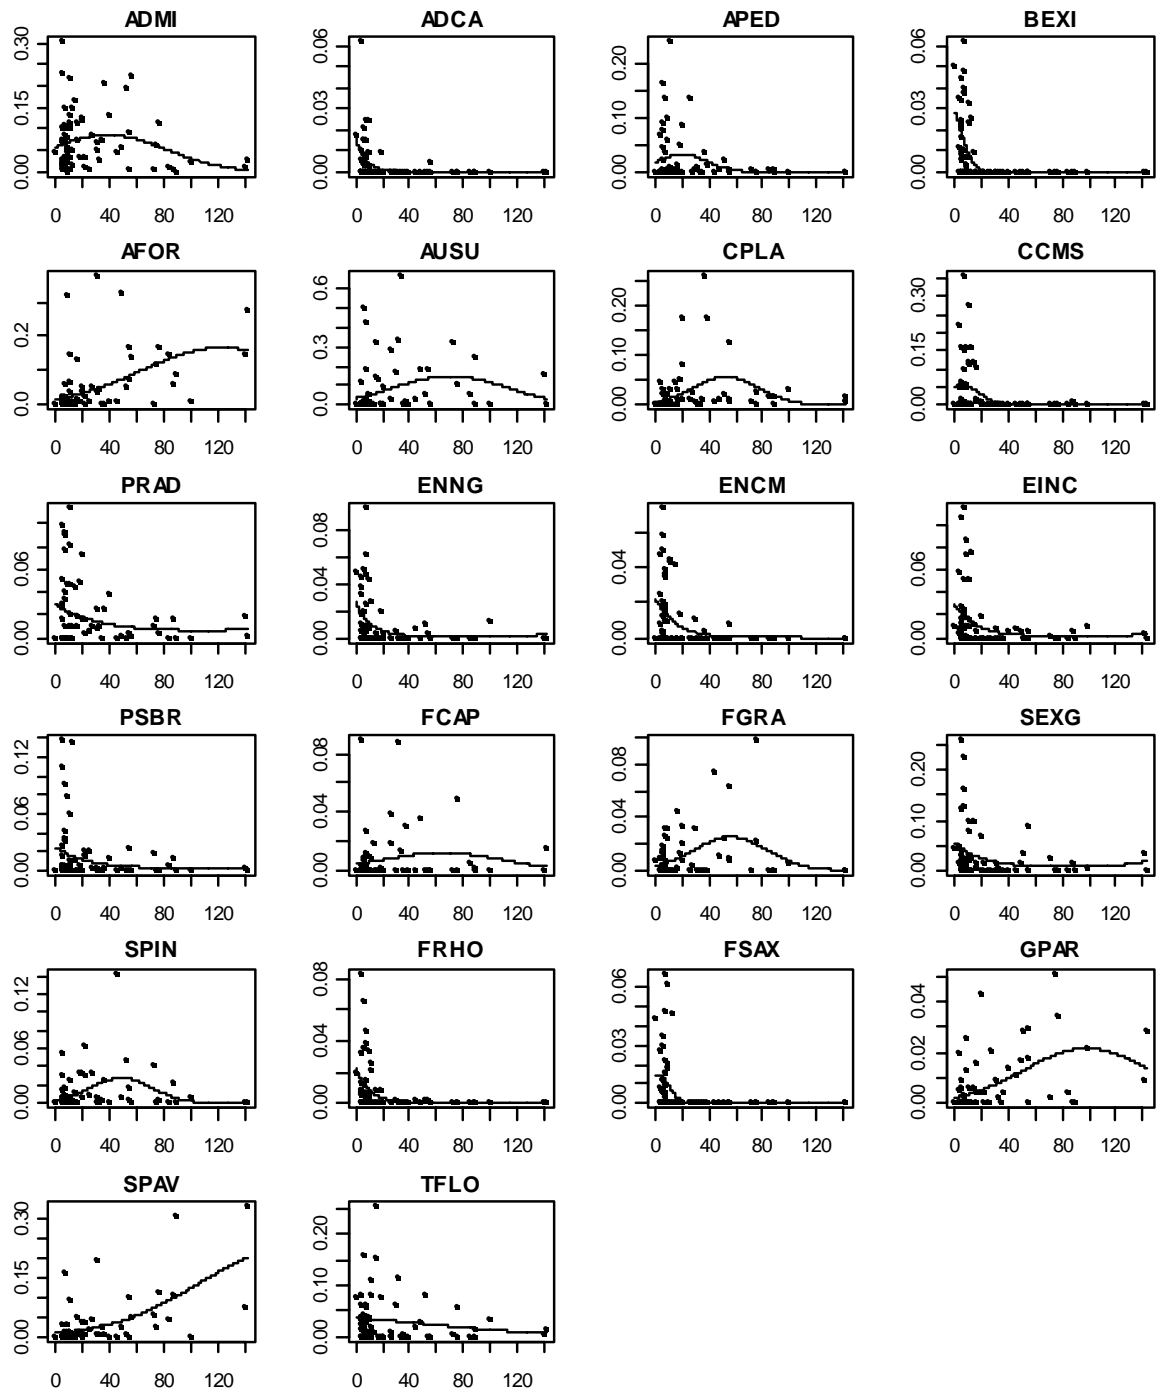 ADMI ADCA APED BEXI
0.00 0.15 0.30 0.00 0.03 0.06 0.00 0.10 0.20 0.00 0.03 0.06
0 40 80 120 0 40 80 120 0 40 80 120 0 40 80 120
AFOR AUSU CPLA CCMS
0.0 0.2 0.0 0.3 0.6 0.00 0.10 0.20 0.00 0.15 0.30
0 40 80 120 0 40 80 120 0 40 80 120 0 40 80 120
PRAD ENNG ENCM EINC
0.00 0.06 0.00 0.04 0.08 0.00 0.04 0.00 0.06
0 40 80 120 0 40 80 120 0 40 80 120 0 40 80 120
PSBR FCAP FGRA SEXG
0.00 0.06 0.12 0.00 0.04 0.08 0.00 0.04 0.08 0.00 0.10 0.20
0 40 80 120 0 40 80 120 0 40 80 120 0 40 80 120
SPIN FRHO FSAX GPAR
0.00 0.06 0.12 0.00 0.04 0.08 0.00 0.03 0.06 0.00 0.02 0.04
0 40 80 120 0 40 80 120 0 40 80 120 0 40 80 120
SPAV TFLO
0.00 0.15 0.30 0.00 0.10 0.20
0 40 80 120 0 40 80 120